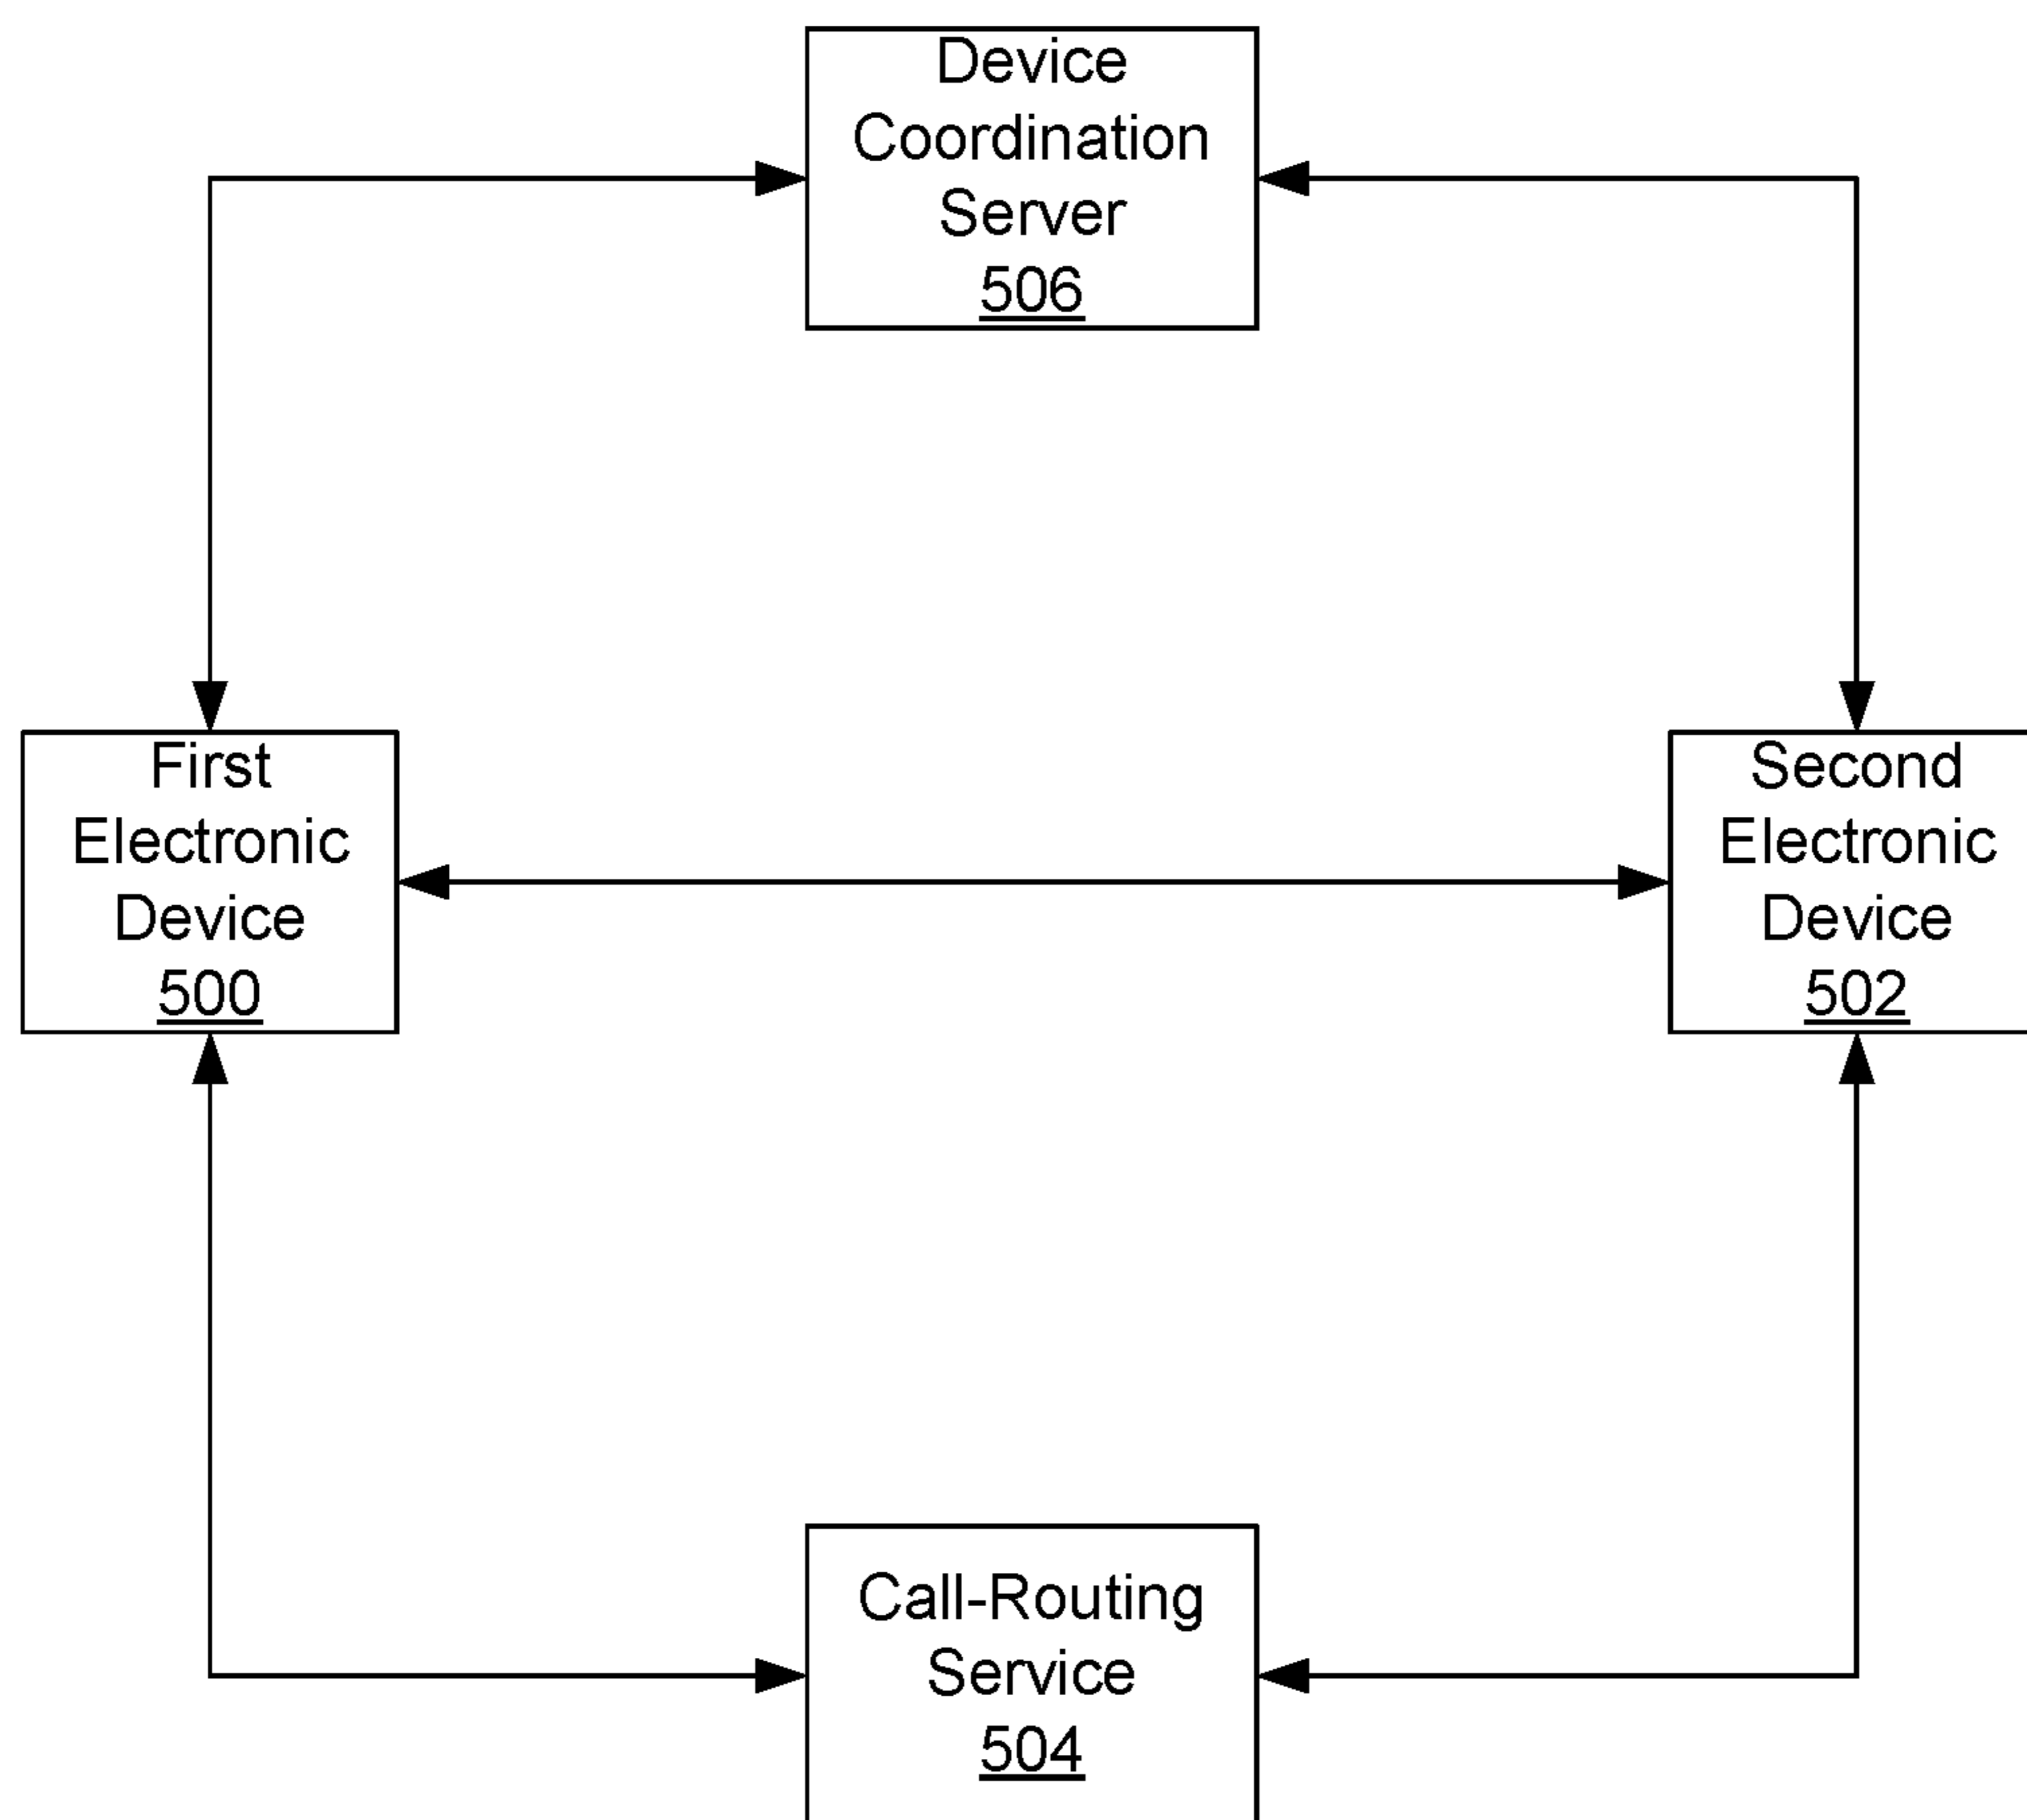 Device
Coordination
Server
506
First
Electronic
Device
500
Second
Electronic
Device
502
Call-Routing
Service
504